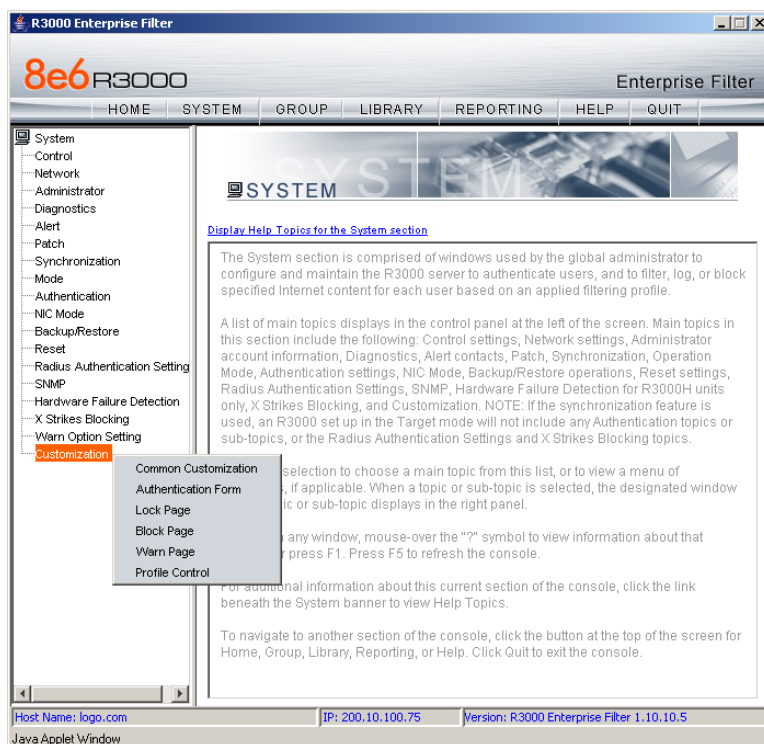 R3000 Enterprise Filter
8e6 R3000
Enterprise Filter
HOME SYSTEM GROUP LIBRARY REPORTING HELP QUIT
System
Control
Network
Administrator
Diagnostics
Alert
Patch
Synchronization
Mode
Authentication
NIC Mode
Backup/Restore
Reset
Radius Authentication Setting
SNMP
Hardware Failure Detection
X Strikes Blocking
Warn Option Setting
Customization
Common Customization
Authentication Form
Lock Page
Block Page
Warn Page
Profile Control
SYSTEM
SYSTEM
Display Help Topics for the System section
The System section is comprised of windows used by the global administrator to
configure and maintain the R3000 server to authenticate users, and to filter, log, or block
specified Internet content for each user based on an applied filtering profile.
A list of main topics displays in the control panel at the left of the screen. Main topics in
this section include the following: Control settings, Network settings, Administrator
account information, Diagnostics, Alert contacts, Patch, Synchronization, Operation
Mode, Authentication settings, NIC Mode, Backup/Restore operations, Reset settings,
Radius Authentication Settings, SNMP, Hardware Failure Detection for R3000H units
only, X Strikes Blocking, and Customization. NOTE: If the synchronization feature is
used, an R3000 set up in the Target mode will not include any Authentication topics or
sub-topics, or the Radius Authentication Settings and X Strikes Blocking topics.
selection to choose a main topic from this list, or to view a menu of
, if applicable. When a topic or sub-topic is selected, the designated window
ic or sub-topic displays in the right panel.
any window, mouse-over the "?" symbol to view information about that
r press F1. Press F5 to refresh the console.
For additional information about this current section of the console, click the link
beneath the System banner to view Help Topics.
To navigate to another section of the console, click the button at the top of the screen for
Home, Group, Library, Reporting, or Help. Click Quit to exit the console.
Host Name: logo.com
IP: 200.10.100.75
Version: R3000 Enterprise Filter 1.10.10.5
Java Applet Window